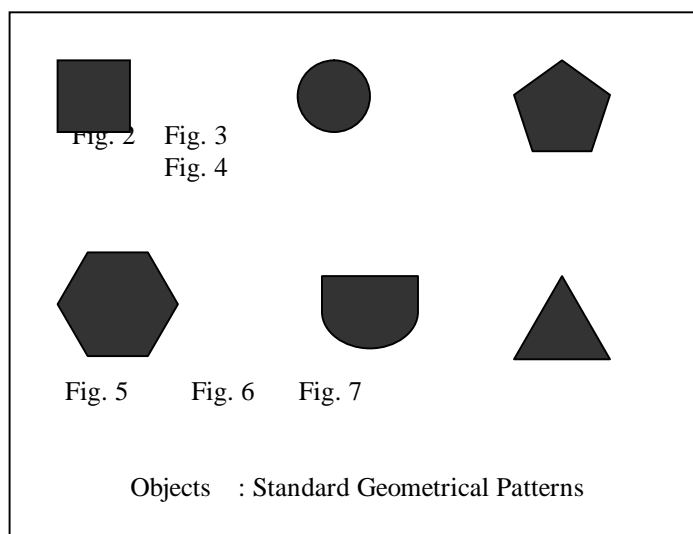 Fig. 2 Fig. 3
Fig. 4
Fig. 5 Fig. 6 Fig. 7
Objects : Standard Geometrical Patterns